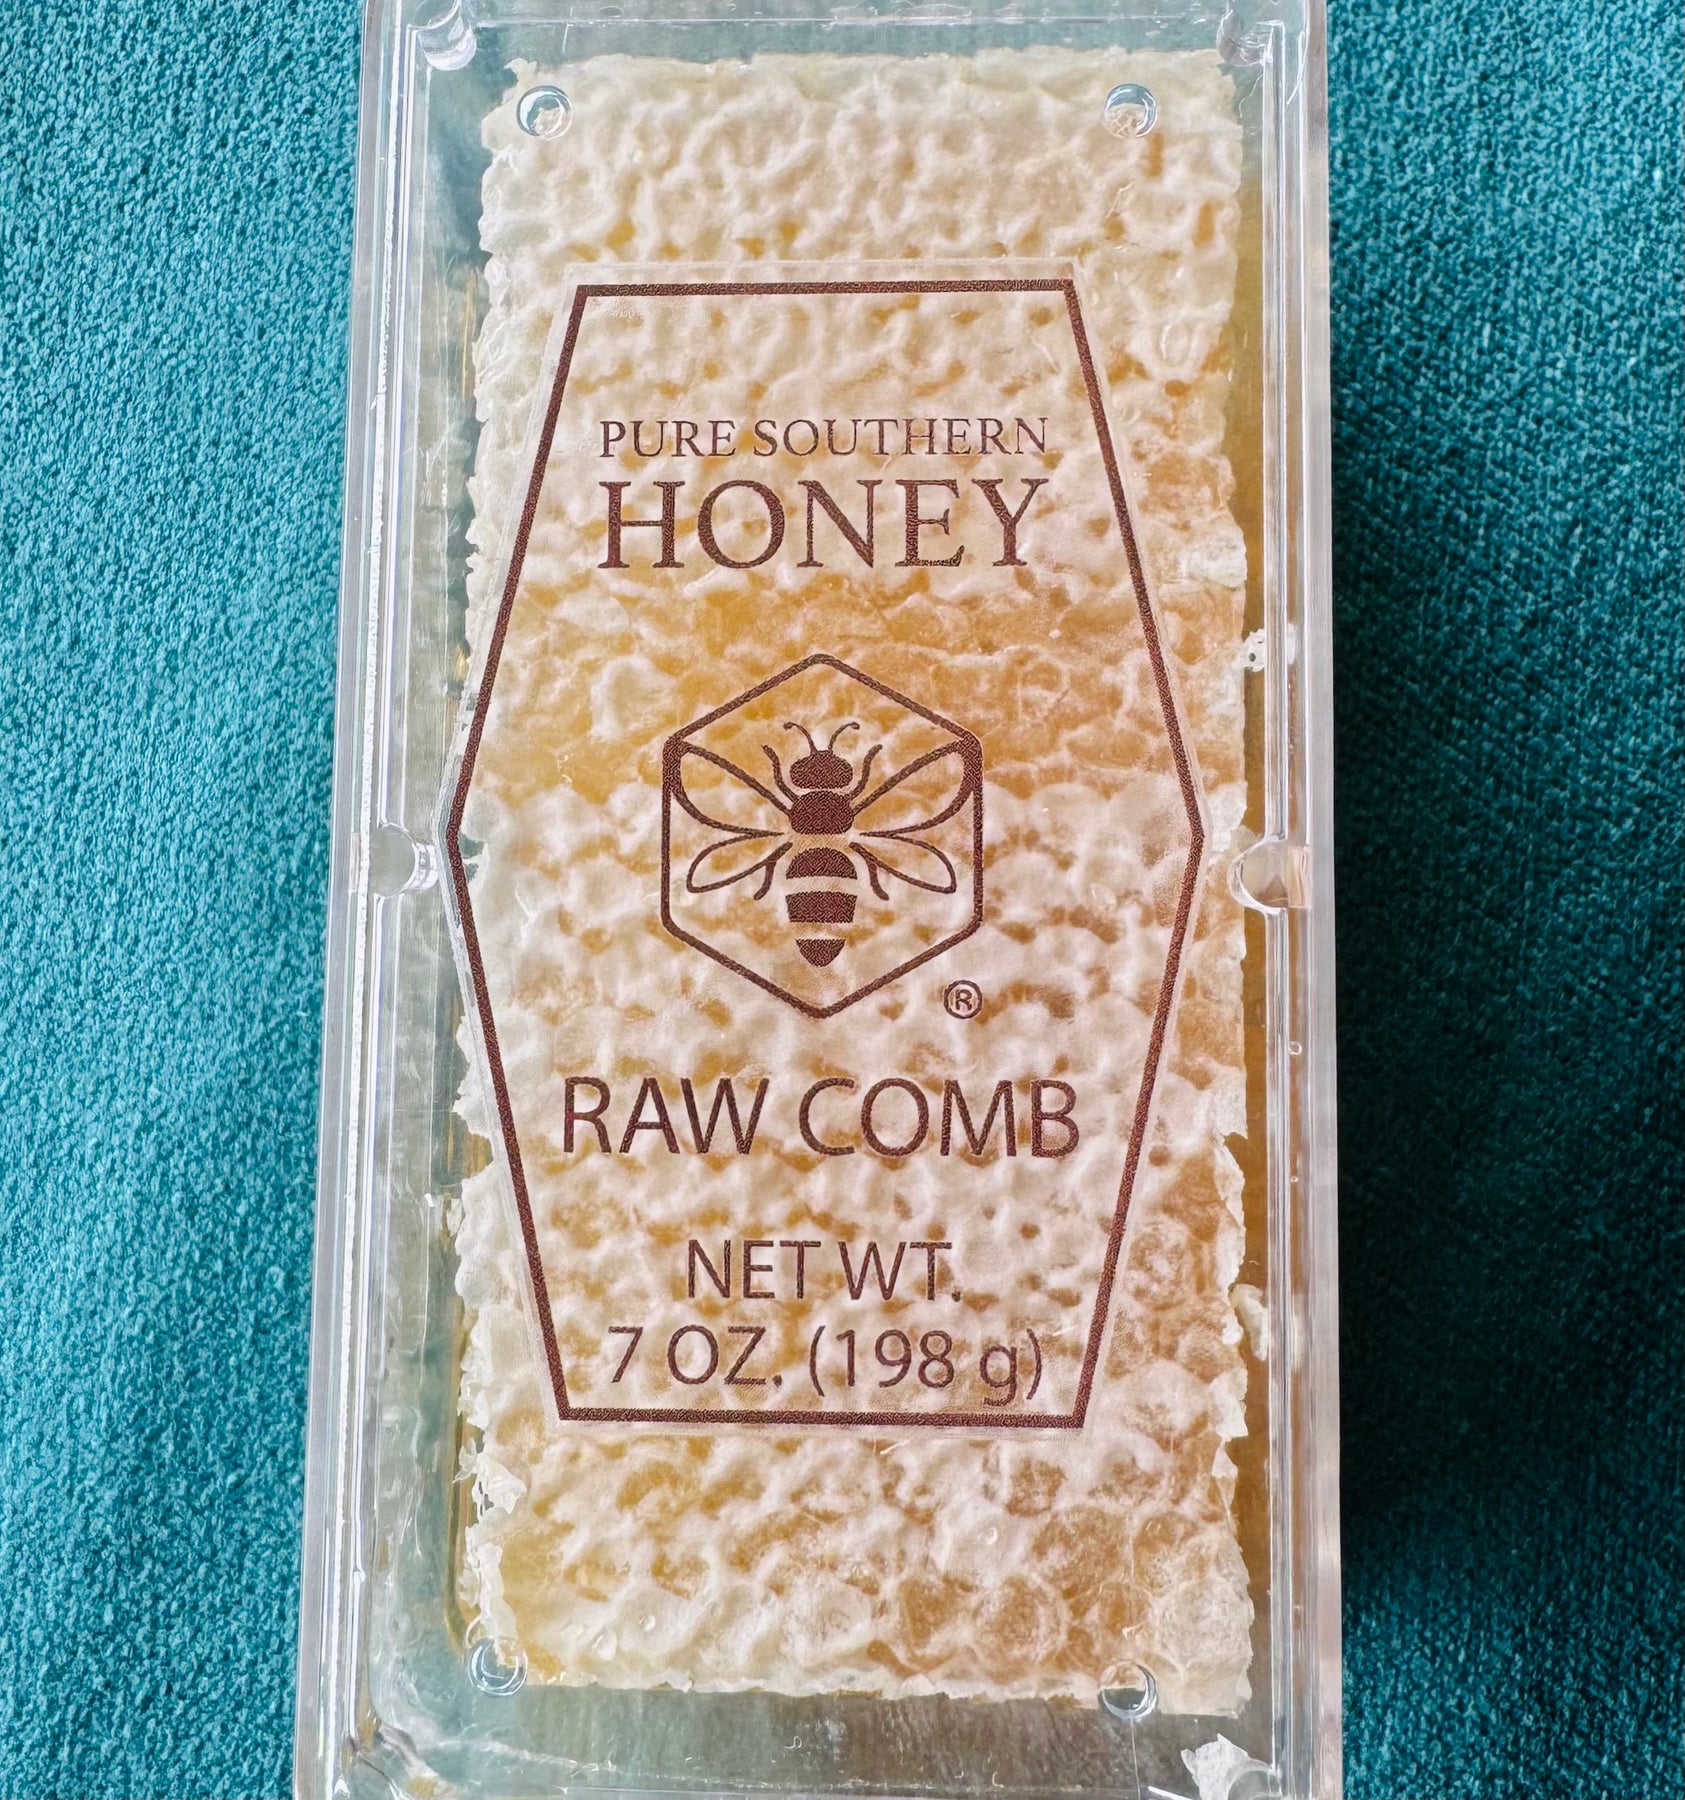 PURE SOUTHERN
HONEY
®
RAW COMB
NET WT.
7 OZ. (198 g)